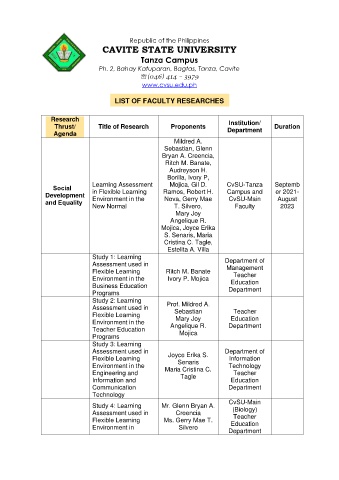 Republic of the Philippines
CAVITE STATE UNIVERSITY
Tanza Campus
Ph. 2, Bahay Katuparan, Bagtas, Tanza, Cavite
☏(046) 414 – 3979
www.cvsu.edu.ph
LIST OF FACULTY RESEARCHES
Research
Thrust/
Agenda
Title of Research
Proponents
Institution/
Department
Duration
Social
Development
and Equality
Learning Assessment
in Flexible Learning
Environment in the
New Normal
Mildred A.
Sebastian, Glenn
Bryan A. Creencia,
Ritch M. Banate,
Audreyson H.
Borilla, Ivory P,
Mojica, Gil D.
Ramos, Robert H.
Nova, Gerry Mae
T. Silvero,
Mary Joy
Angelique R.
Mojica, Joyce Erika
S. Senaris, Maria
Cristina C. Tagle,
Estelita A. Villa
CvSU-Tanza
Campus and
CvSU-Main
Faculty
Septemb
er 2021-
August
2023
Study 1: Learning
Assessment used in
Flexible Learning
Environment in the
Business Education
Programs
Ritch M. Banate
Ivory P. Mojica
Department of
Management
Teacher
Education
Department
Study 2: Learning
Assessment used in
Flexible Learning
Environment in the
Teacher Education
Programs
Prof. Mildred A.
Sebastian
Mary Joy
Angelique R.
Mojica
Teacher
Education
Department
Study 3: Learning
Assessment used in
Flexible Learning
Environment in the
Engineering and
Information and
Communication
Technology
Joyce Erika S.
Senaris
Maria Cristina C.
Tagle
Department of
Information
Technology
Teacher
Education
Department
Study 4: Learning
Assessment used in
Flexible Learning
Environment in
Mr. Glenn Bryan A.
Creencia
Ms. Gerry Mae T.
Silvero
CvSU-Main
(Biology)
Teacher
Education
Department